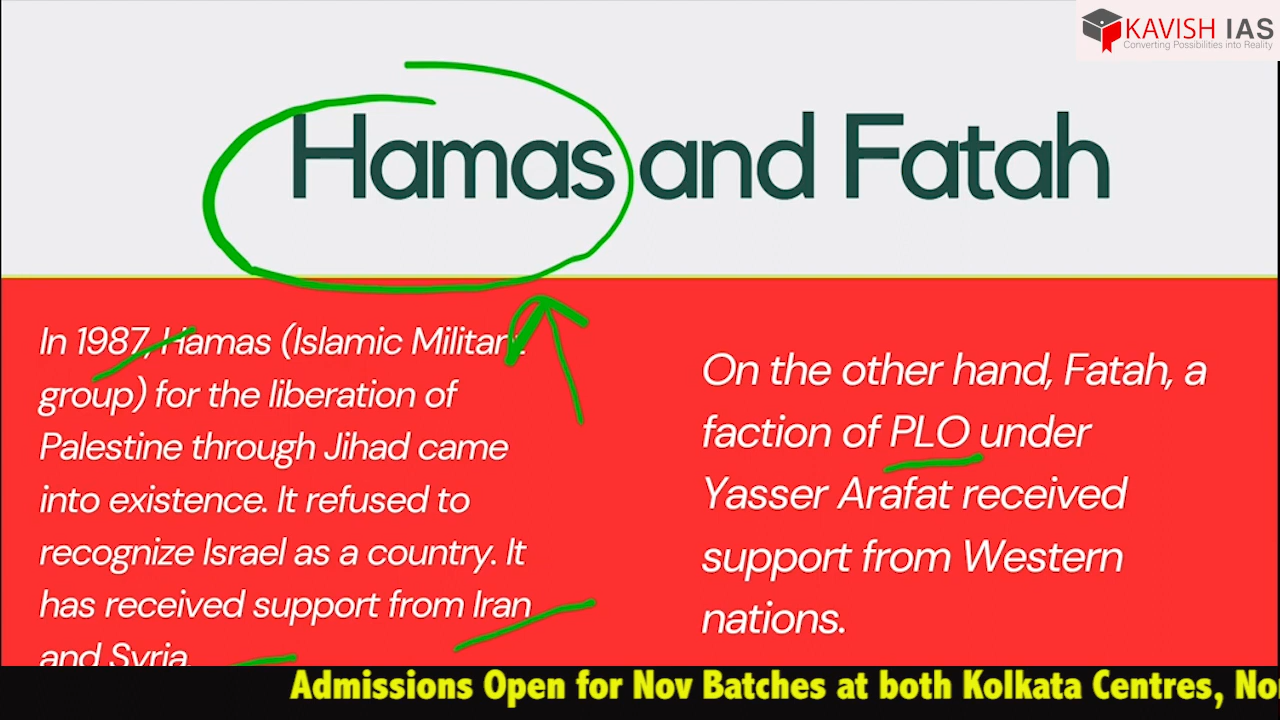 KAVISH IAS
Converting Possibilities into Reality
Hamas and Fatah
In 1987, Hamas (Islamic Militant
group) for the liberation of
Palestine through Jihad came
into existence. It refused to
recognize Israel as a country. It
has received support from Iran
and Syria.
On the other hand, Fatah, a
faction of PLO under
Yasser Arafat received
support from Western
nations.
Admissions Open for Nov Batches at both Kolkata Centres,